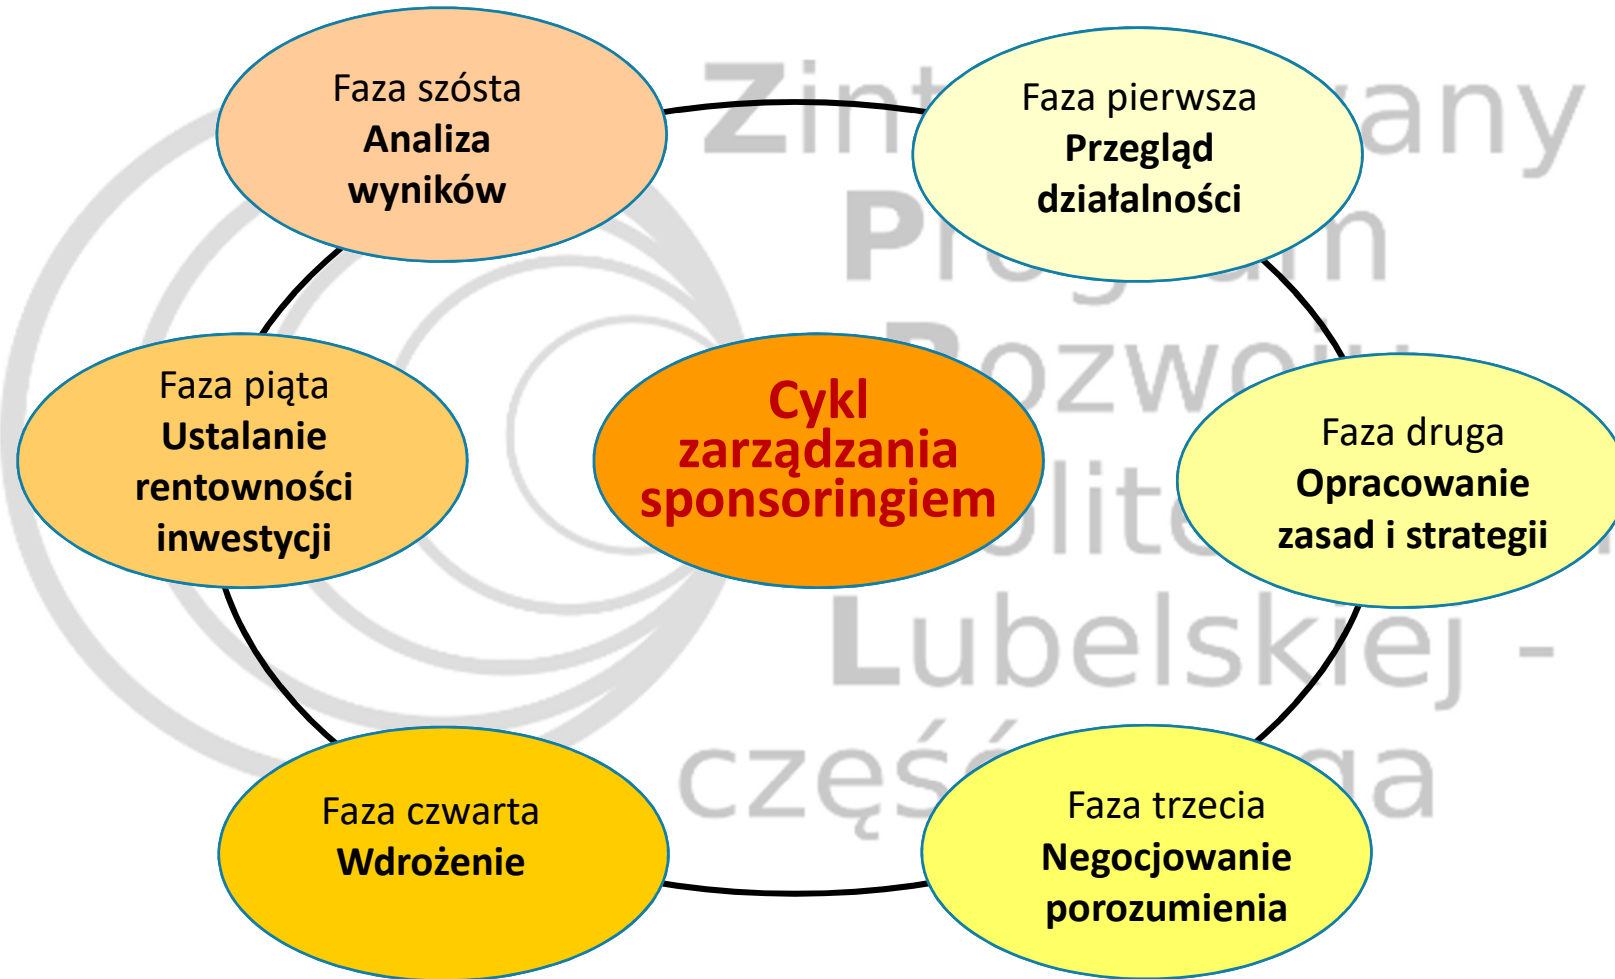 Faza szósta
Analiza
wyników
Faza pierwsza
Przegląd
działalności
Faza piąta
Ustalanie
rentowności
inwestycji
Cykl
zarządzania
sponsoringiem
Faza druga
Opracowanie
zasad i strategii
Faza czwarta
Wdrożenie
Faza trzecia
Negocjowanie
porozumienia
Lubelskiej -